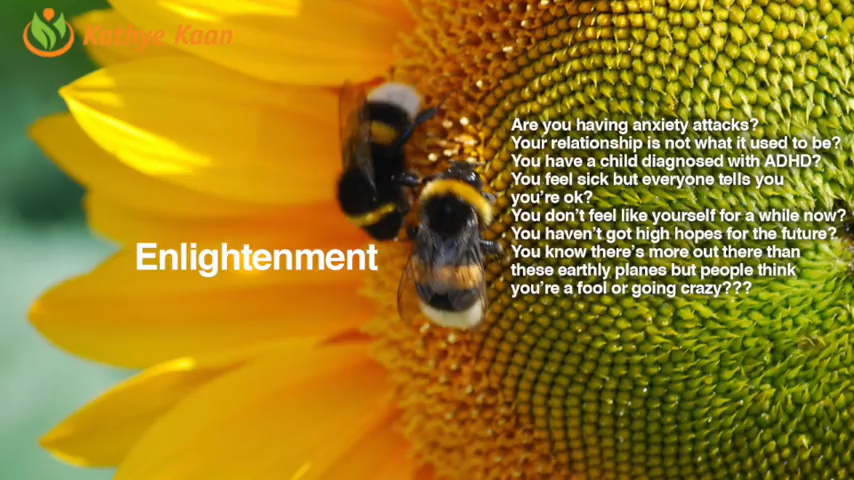 Kathye Kaan
Are you having anxiety attacks?
Your relationship is not what it used to be?
You have a child diagnosed with ADHD?
You feel sick but everyone tells you
you're ok?
You don't feel like yourself for a while now?
You haven't got high hopes for the future?
You know there's more out there than
these earthly planes but people think
you're a fool or going crazy???
Enlightenment